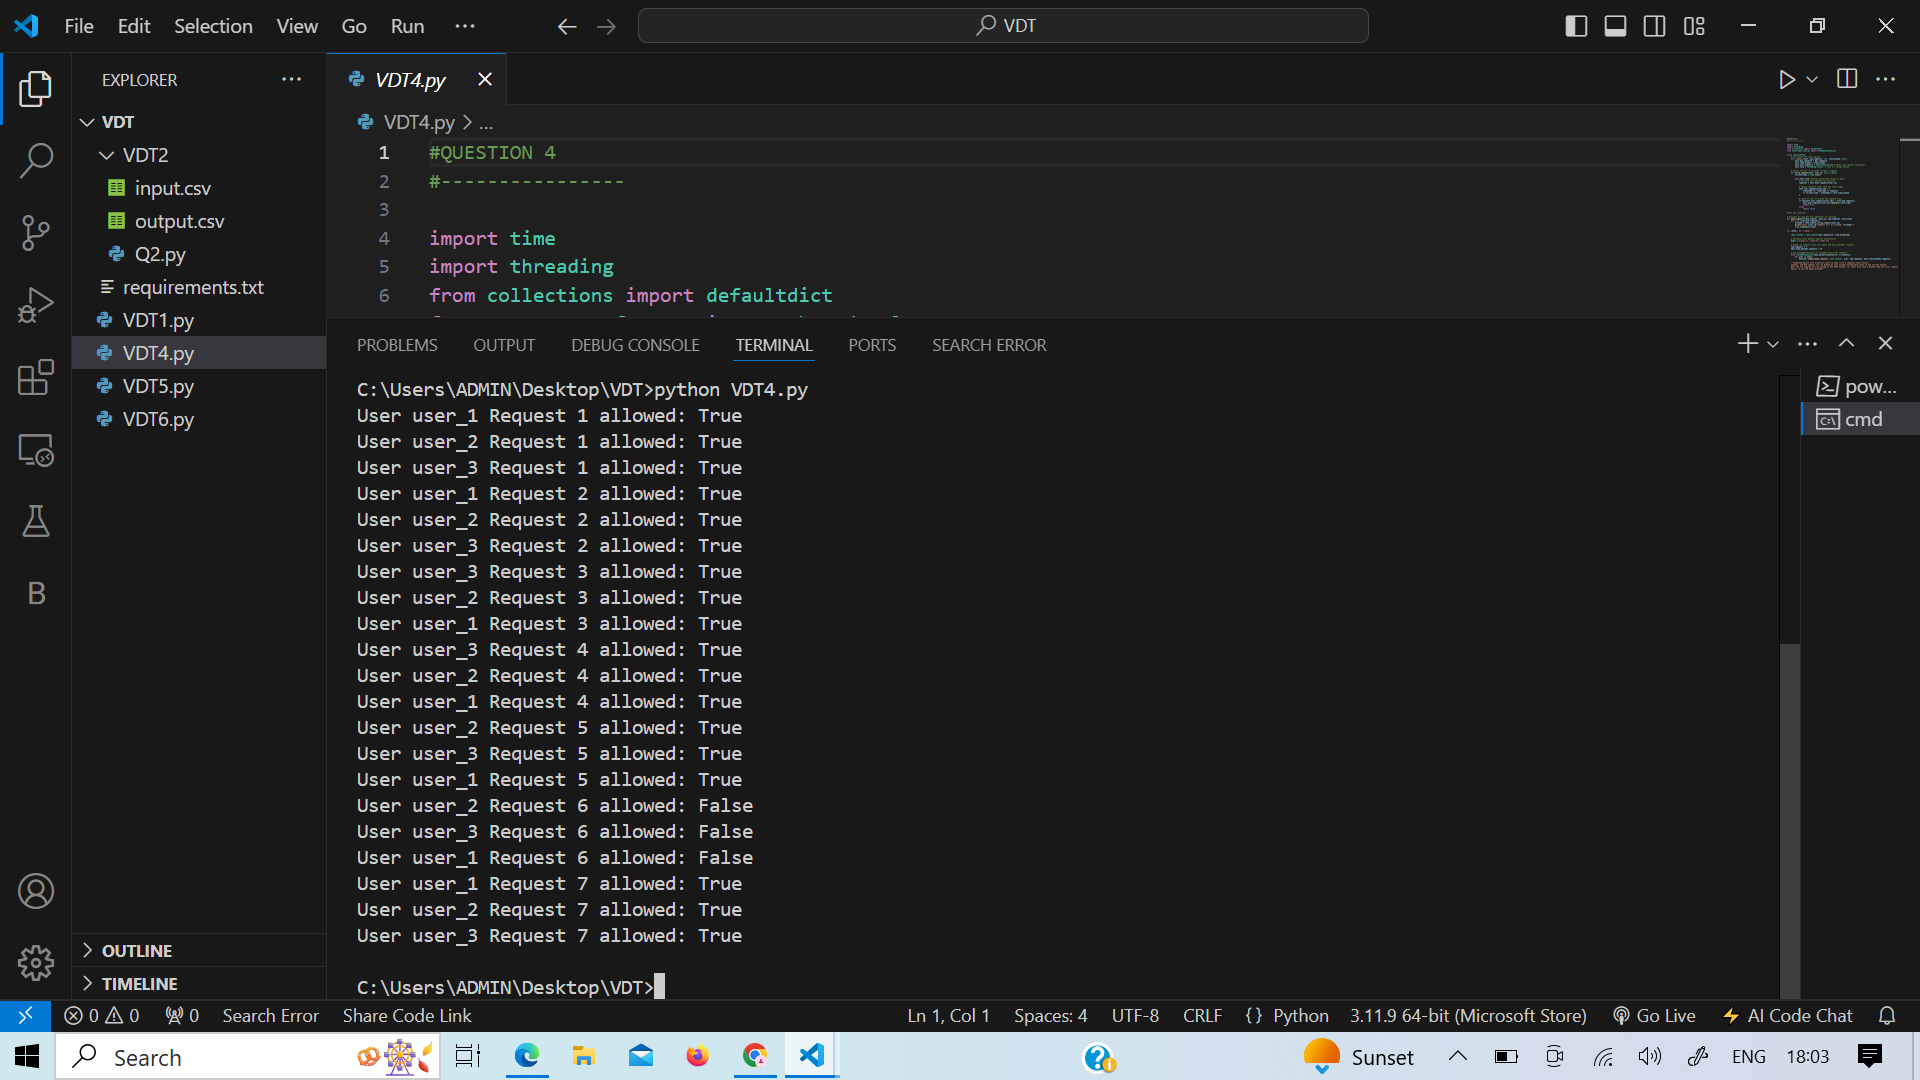 File Edit Selection View Go Run ···
VDT
EXPLORER
VDT
VDT2
input.csv
output.csv
Q2.py
requirements.txt
VDT1.py
VDT4.py
VDT5.py
VDT6.py
OUTLINE
TIMELINE
B
VDT4.py
VDT4.py > ...
1 #QUESTION 4
2 #----------------
3
4 import time
5 import threading
6 from collections import defaultdict
PROBLEMS OUTPUT DEBUG CONSOLE TERMINAL PORTS SEARCH ERROR
C:\Users\ADMIN\Desktop\VDT>python VDT4.py
User user_1 Request 1 allowed: True
User user_2 Request 1 allowed: True
User user_3 Request 1 allowed: True
User user_1 Request 2 allowed: True
User user_2 Request 2 allowed: True
User user_3 Request 2 allowed: True
User user_3 Request 3 allowed: True
User user_2 Request 3 allowed: True
User user_1 Request 3 allowed: True
User user_3 Request 4 allowed: True
User user_2 Request 4 allowed: True
User user_1 Request 4 allowed: True
User user_2 Request 5 allowed: True
User user_3 Request 5 allowed: True
User user_1 Request 5 allowed: True
User user_2 Request 6 allowed: False
User user_3 Request 6 allowed: False
User user_1 Request 6 allowed: False
User user_1 Request 7 allowed: True
User user_2 Request 7 allowed: True
User user_3 Request 7 allowed: True
C:\Users\ADMIN\Desktop\VDT>
pow...
cmd
0 0 0 Search Error Share Code Link Ln 1, Col 1 Spaces: 4 UTF-8 CRLF {} Python 3.11.9 64-bit (Microsoft Store) Go Live AI Code Chat
Search Sunset ENG 18:03